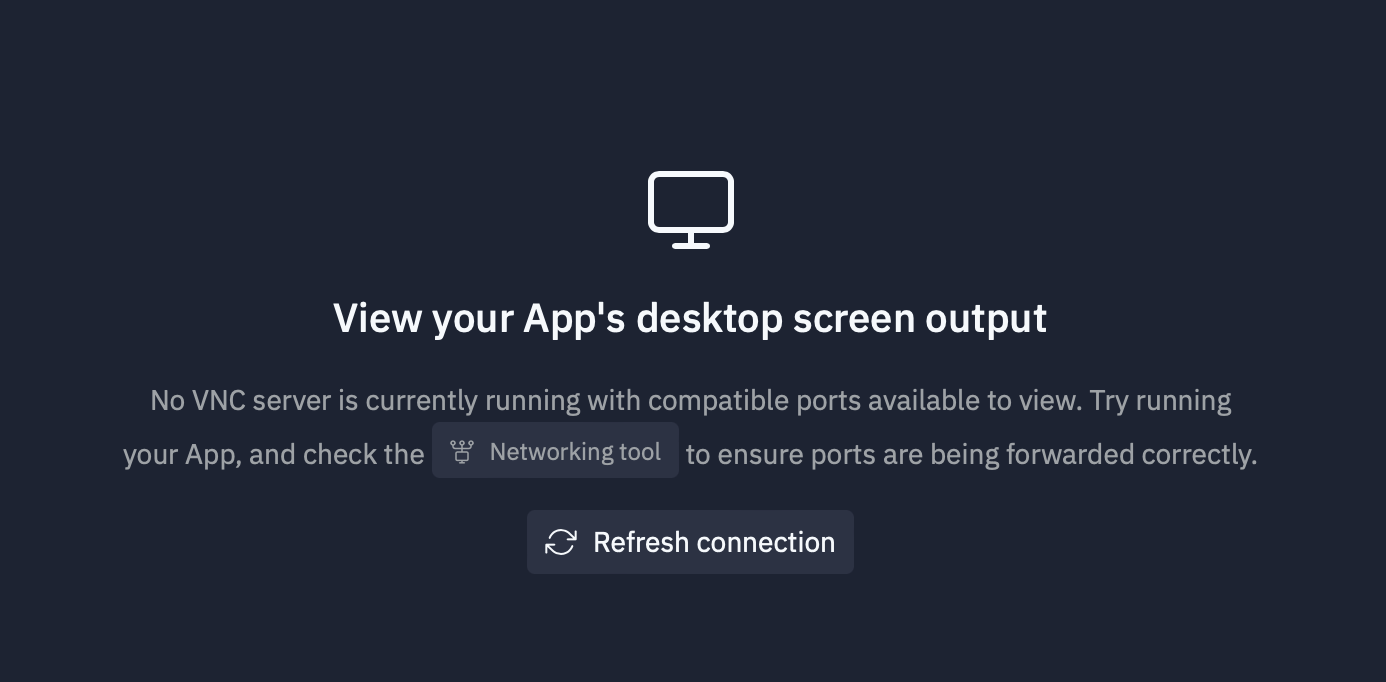 View your App's desktop screen output
No VNC server is currently running with compatible ports available to view. Try running
your App, and check the Networking tool to ensure ports are being forwarded correctly.
Refresh connection